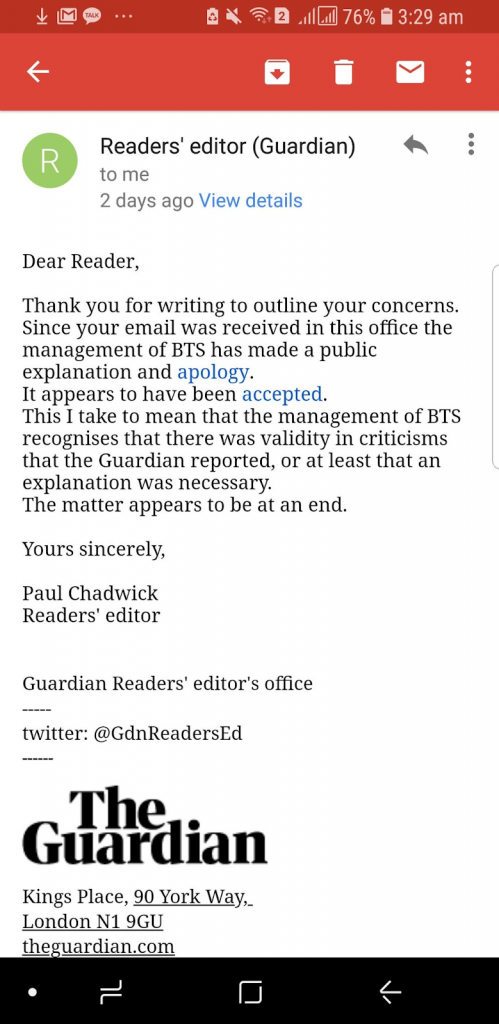 TALK
2
76%
3:29 am
R
Readers' editor (Guardian)
to me
2 days ago View details
Dear Reader,
Thank you for writing to outline your concerns.
Since your email was received in this office the
management of BTS has made a public
explanation and apology.
It appears to have been accepted.
This I take to mean that the management of BTS
recognises that there was validity in criticisms
that the Guardian reported, or at least that an
explanation was necessary.
The matter appears to be at an end.
Yours sincerely,
Paul Chadwick
Readers' editor
Guardian Readers' editor's office
-----
twitter: @GdnReadersEd
------
The
Guardian
Kings Place, 90 York Way,
London N1 9GU
theguardian.com